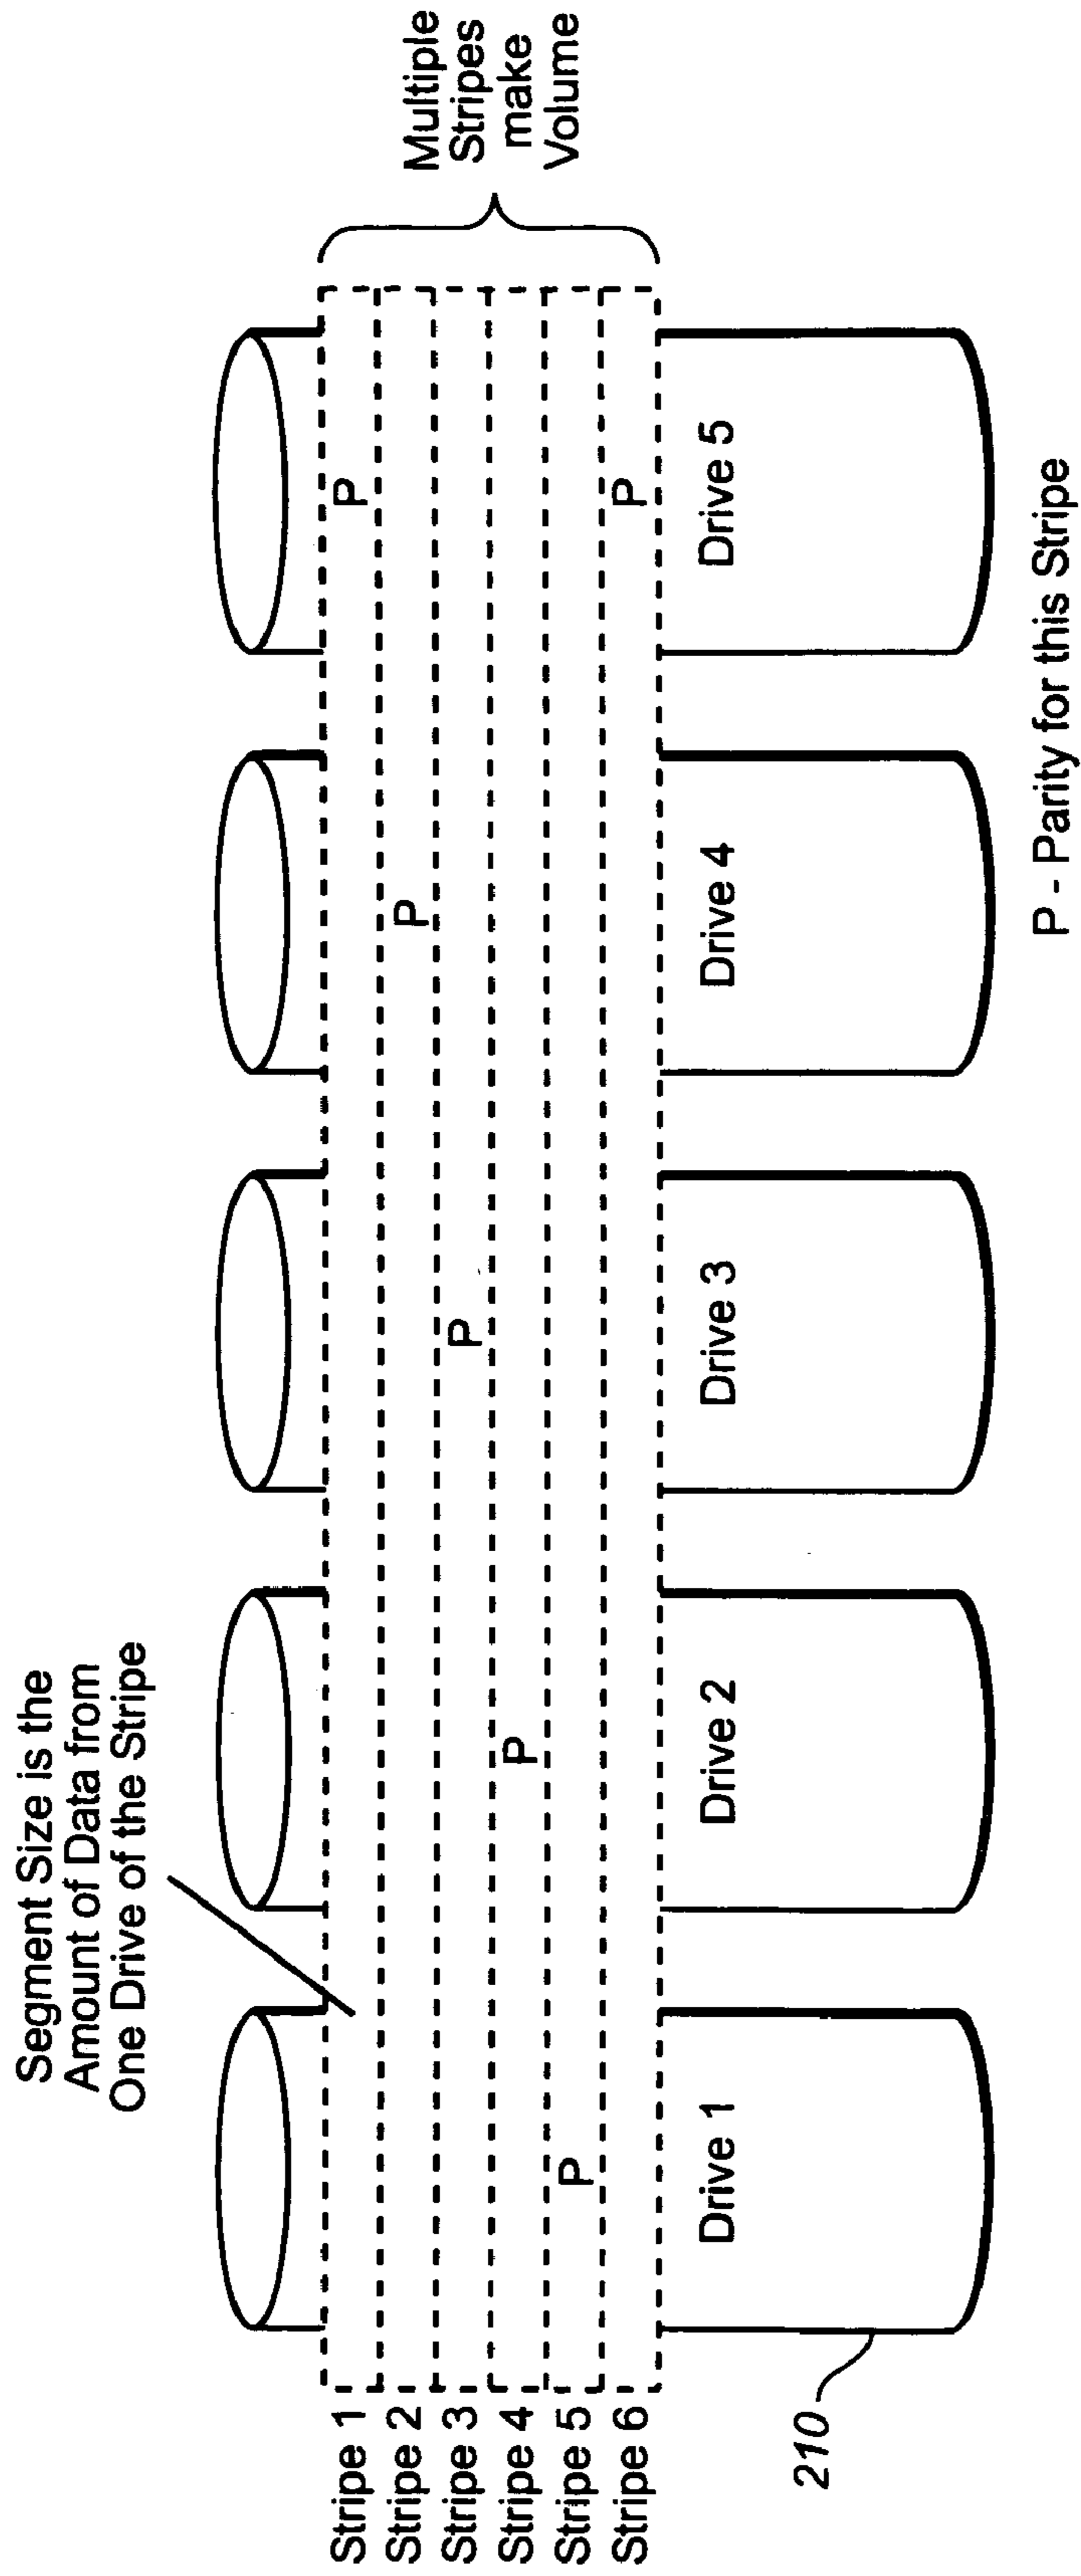 Segment Size is the
Amount of Data from
One Drive of the Stripe
Multiple
Stripes
make
Volume
Stripe 1
Stripe 2
Stripe 3
Stripe 4
Stripe 5
Stripe 6
P
P
P
P
P
P
Drive 1
Drive 2
Drive 3
Drive 4
Drive 5
210
P - Parity for this Stripe